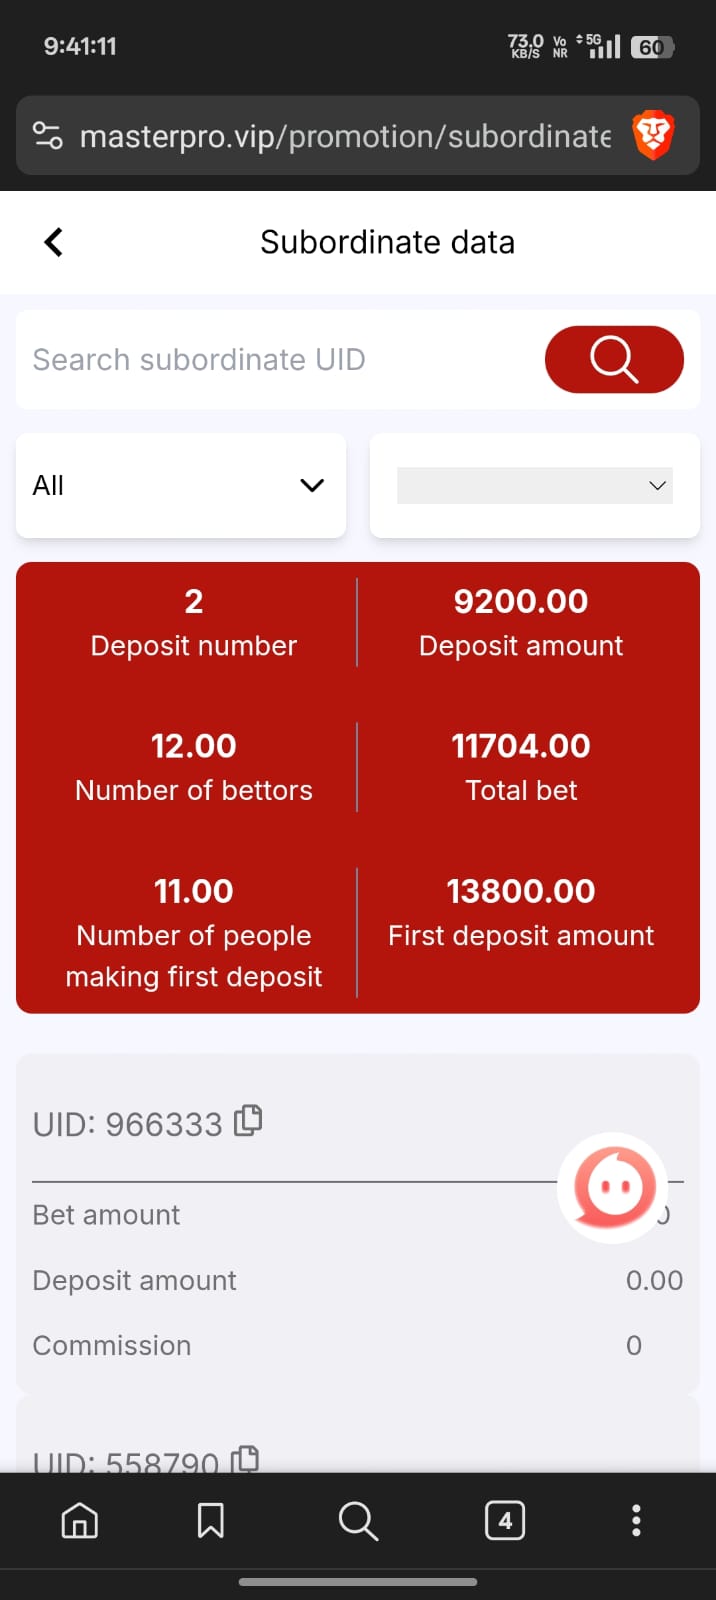 9:41:11
73.0 KB/S Vo NR 5G 60
masterpro.vip/promotion/subordinate
Subordinate data
Search subordinate UID
All
2
Deposit number
9200.00
Deposit amount
12.00
Number of bettors
11704.00
Total bet
11.00
Number of people
making first deposit
13800.00
First deposit amount
UID: 966333
Bet amount
Deposit amount 0.00
Commission 0
UID: 558790
4